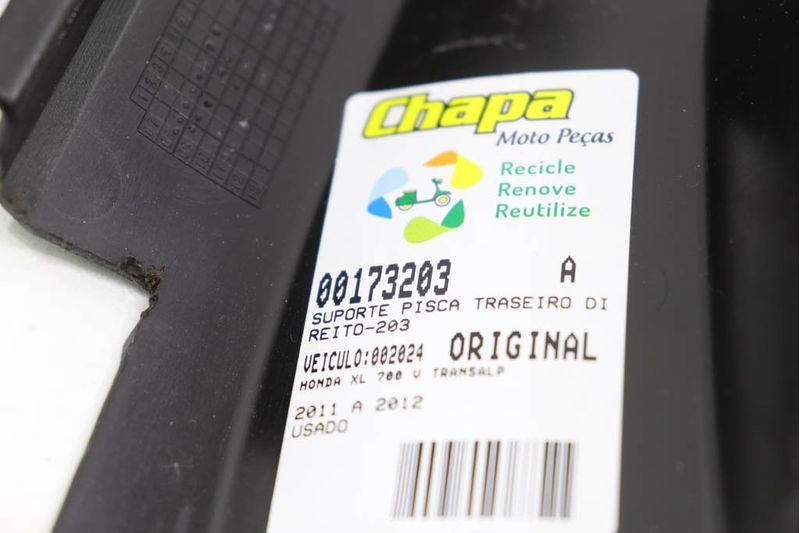 Chapa
Moto Peças
Recicle
Renove
Reutilize
00173203 A
SUPORTE PISCA TRASEIRO DI
REITO-203
VEICULO:002024 ORIGINAL
HONDA XL 700 V TRANSALP
2011 A 2012
USADO